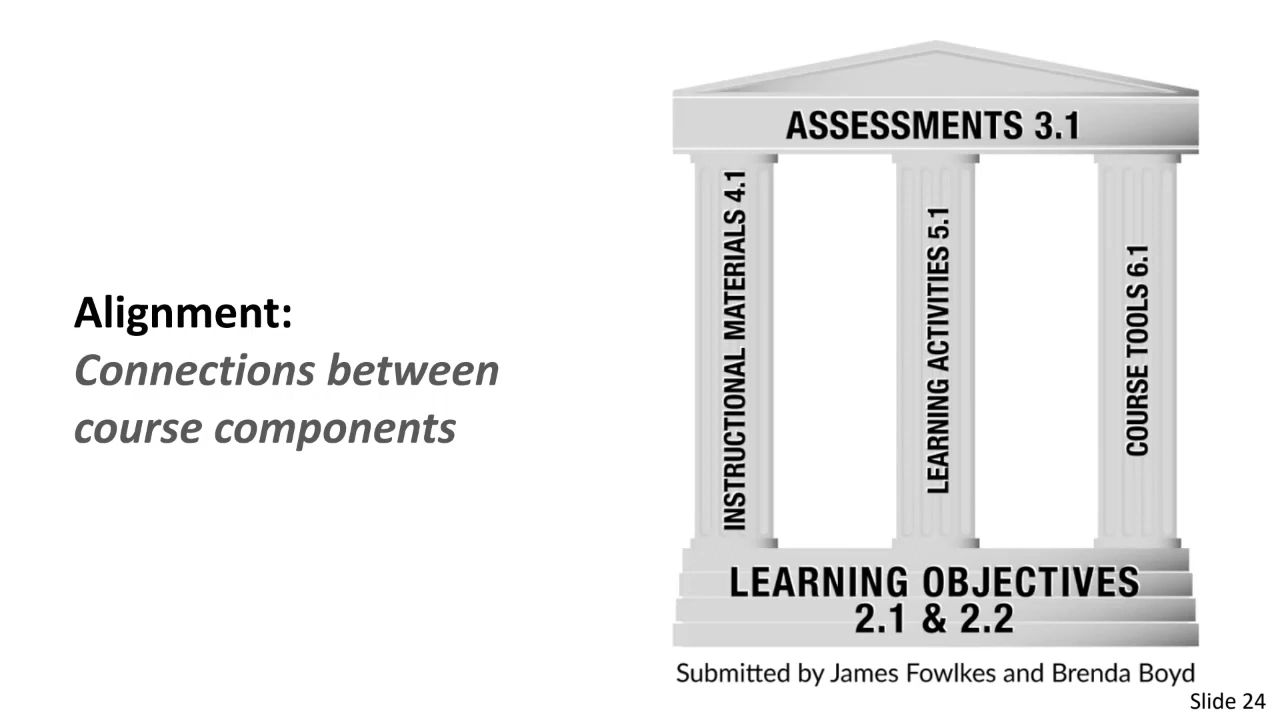 Alignment:
Connections between
course components
ASSESSMENTS 3.1
INSTRUCTIONAL MATERIALS 4.1
LEARNING ACTIVITIES 5.1
COURSE TOOLS 6.1
LEARNING OBJECTIVES
2.1 & 2.2
Submitted by James Fowlkes and Brenda Boyd
Slide 24